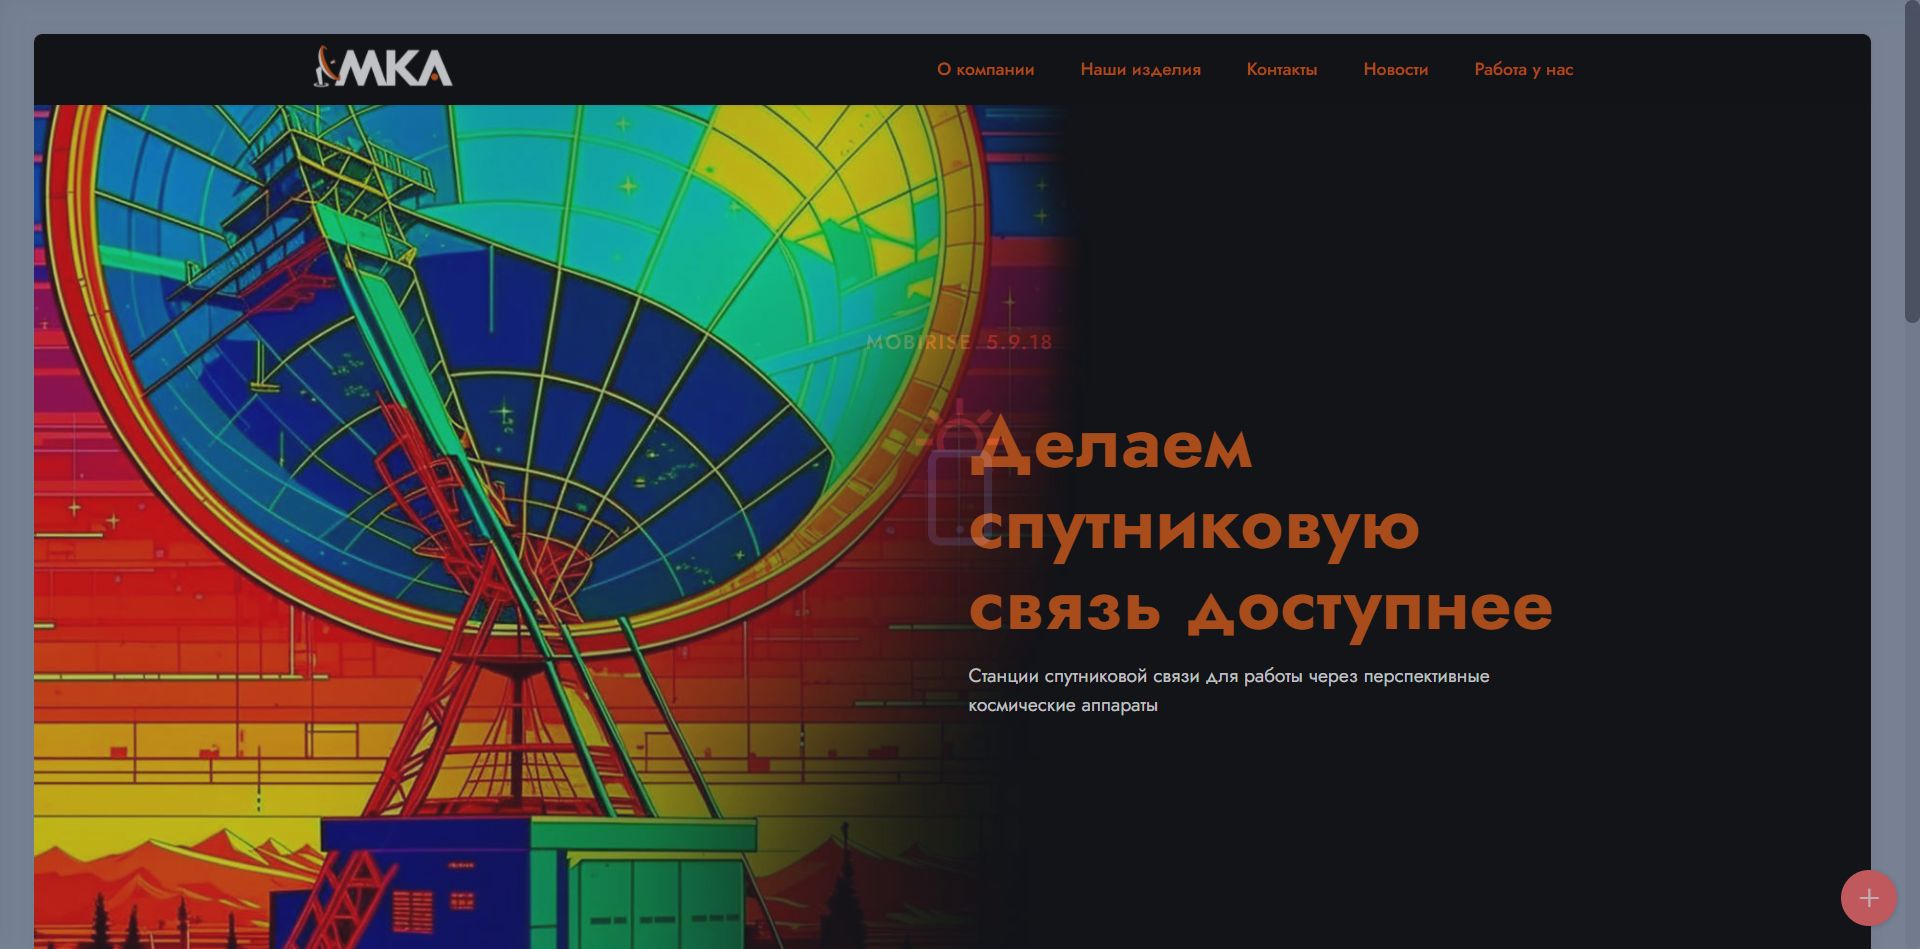 МКА
О компании
Наши изделия
Контакты
Новости
Работа у нас
MOBIRISE 5.9.18
Делаем
спутниковую
связь доступнее
Станции спутниковой связи для работы через перспективные
космические аппараты